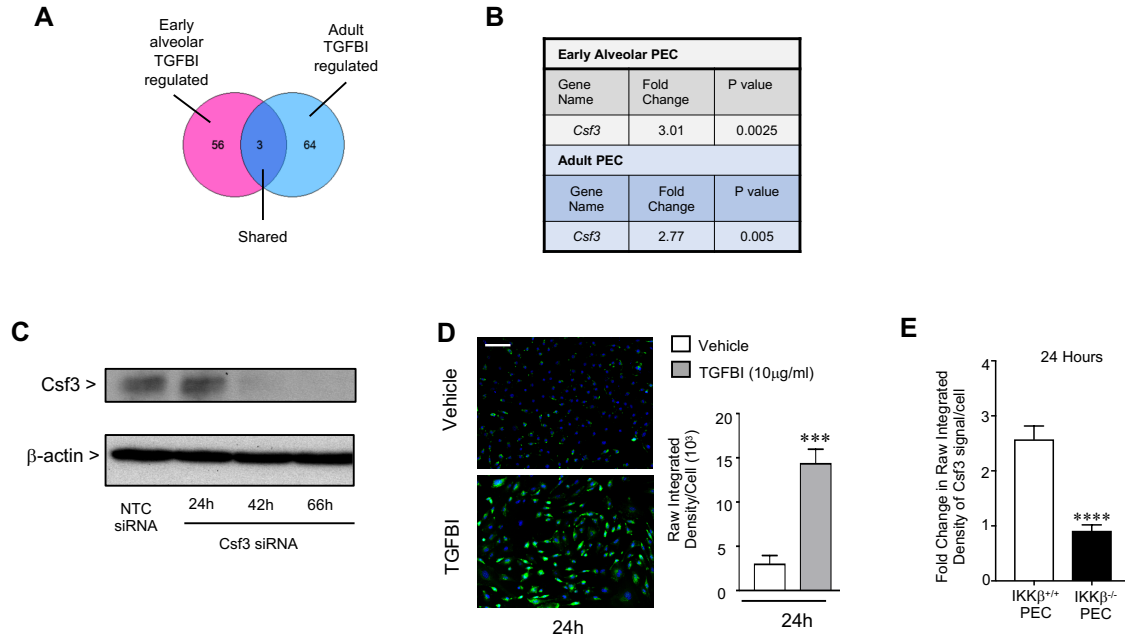 A
Early
alveolar
TGFBI
regulated
Adult
TGFBI
regulated
56
3
64
Shared
B
Early Alveolar PEC
Gene Name Fold Change P value
Csf3 3.01 0.0025
Adult PEC
Gene Name Fold Change P value
Csf3 2.77 0.005
C
Csf3 >
β-actin >
NTC siRNA
24h 42h 66h
Csf3 siRNA
D
Vehicle
TGFBI
24h
Vehicle
TGFBI (10μg/ml)
Raw Integrated
Density/Cell (10³)
20
15
10
5
0
***
24h
E
24 Hours
Fold Change in Raw Integrated
Density of Csf3 signal/cell
4
3
2
1
0
****
IKKβ+/+ PEC
IKKβ-/- PEC